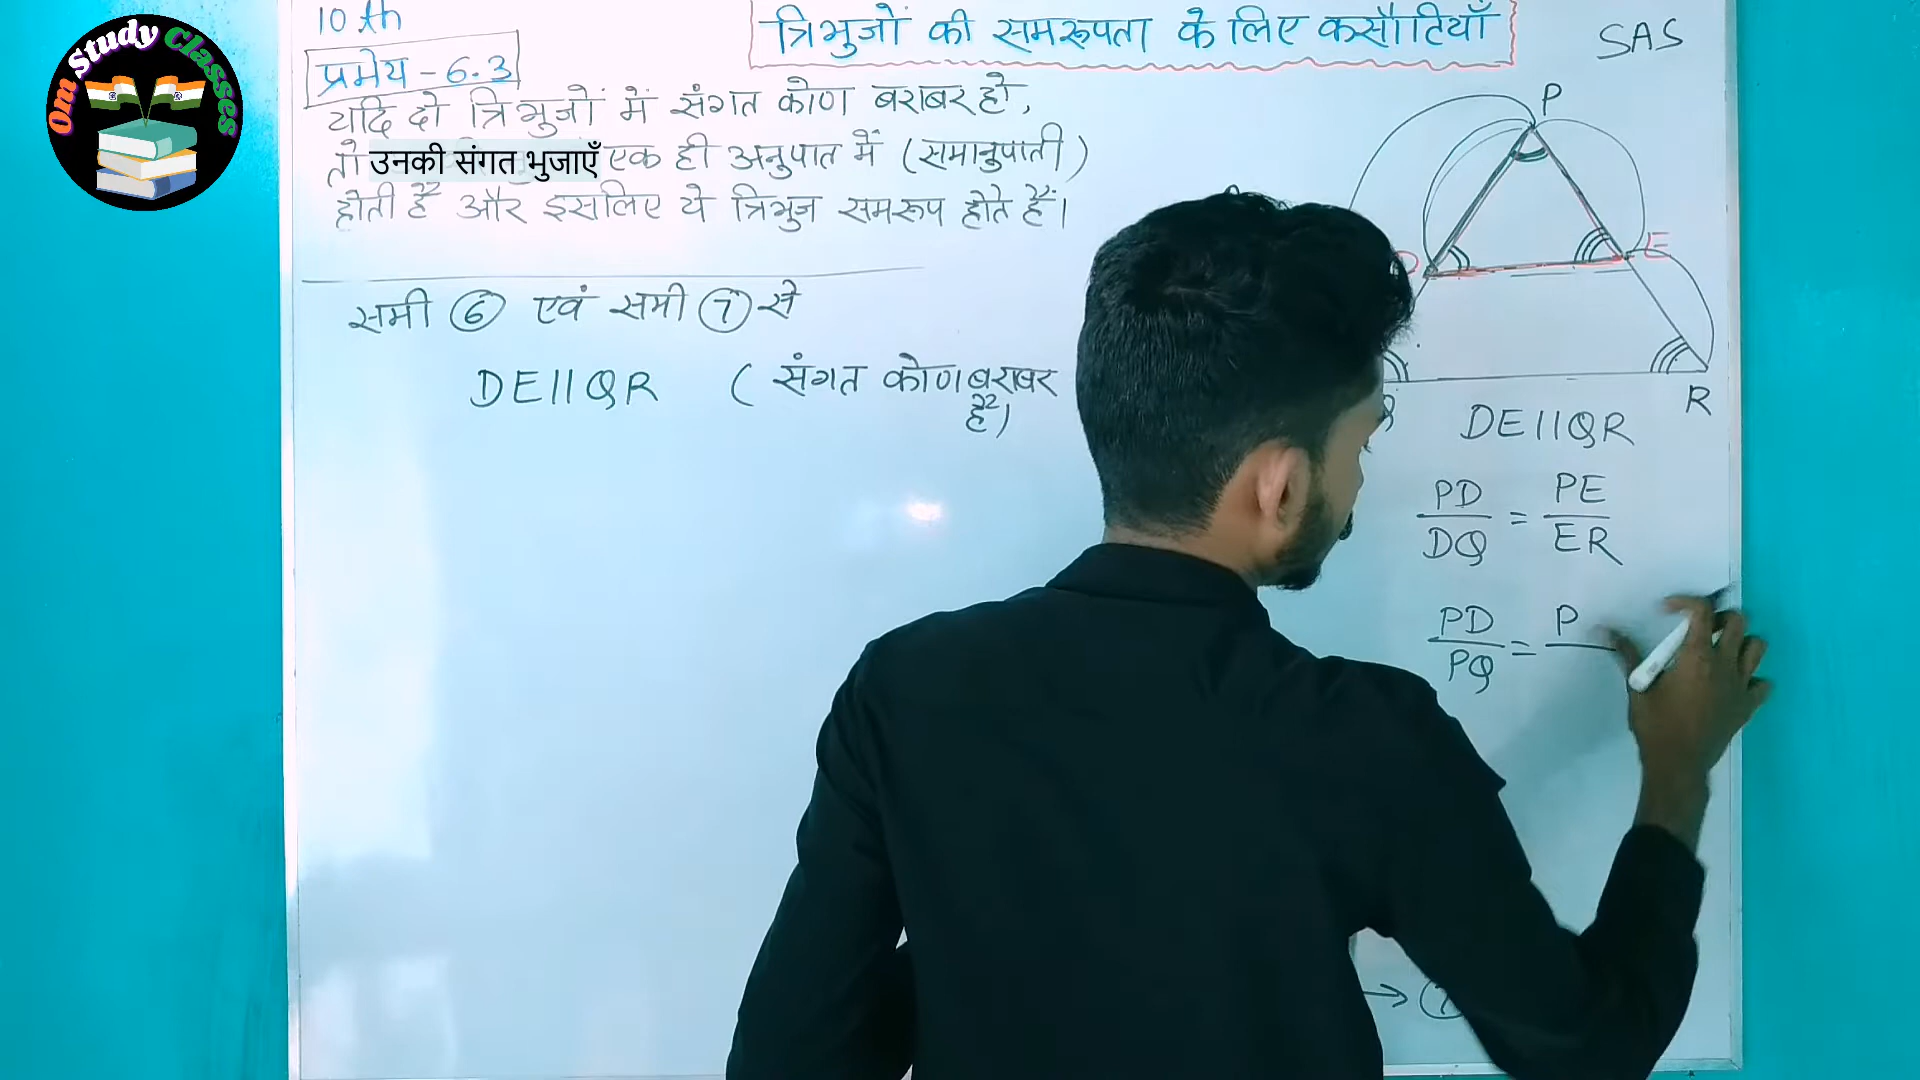 Om Study Classes
10th
त्रिभुजों की समरूपता के लिए कसौटियाँ
SAS
प्रमेय - 6.3
यदि दो त्रिभुजों में संगत कोण बराबर हो,
तो उनकी संगत भुजाएँ एक ही अनुपात में (समानुपाती)
होती हैं और इसलिए ये त्रिभुज समरूप होते हैं।
समी ⑥ एवं समी ⑦ से
DE||QR ( संगत कोण बराबर
हैं)
P
E
R
DE||QR
PD/DQ = PE/ER
PD/PQ = P
→ ⑦